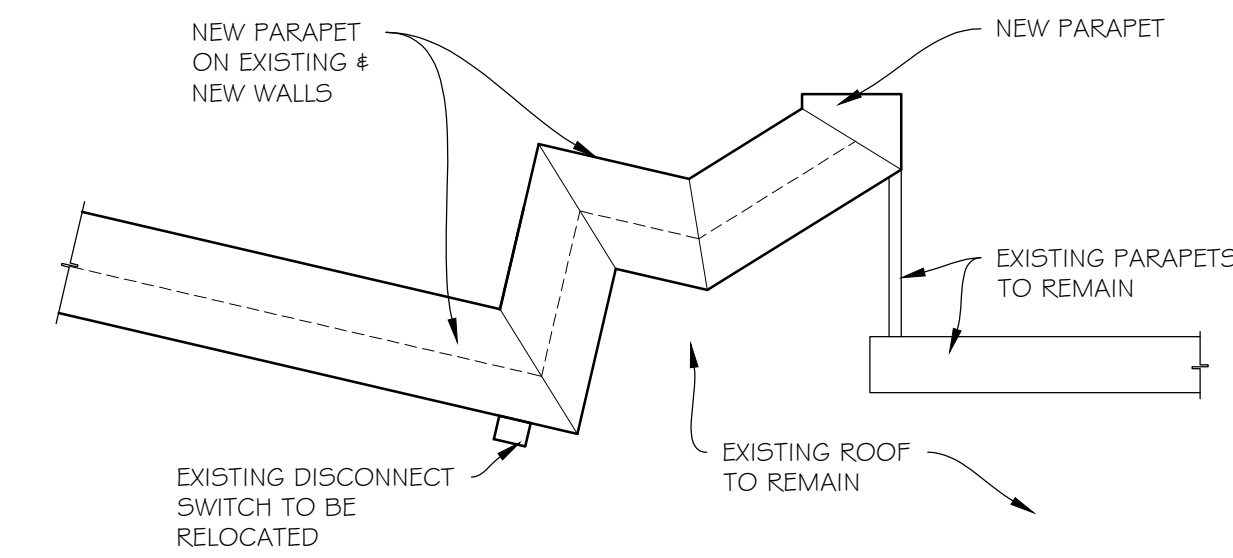 NEW PARAPET
ON EXISTING &
NEW WALLS
NEW PARAPET
EXISTING PARAPETS
TO REMAIN
EXISTING ROOF
TO REMAIN
EXISTING DISCONNECT
SWITCH TO BE
RELOCATED